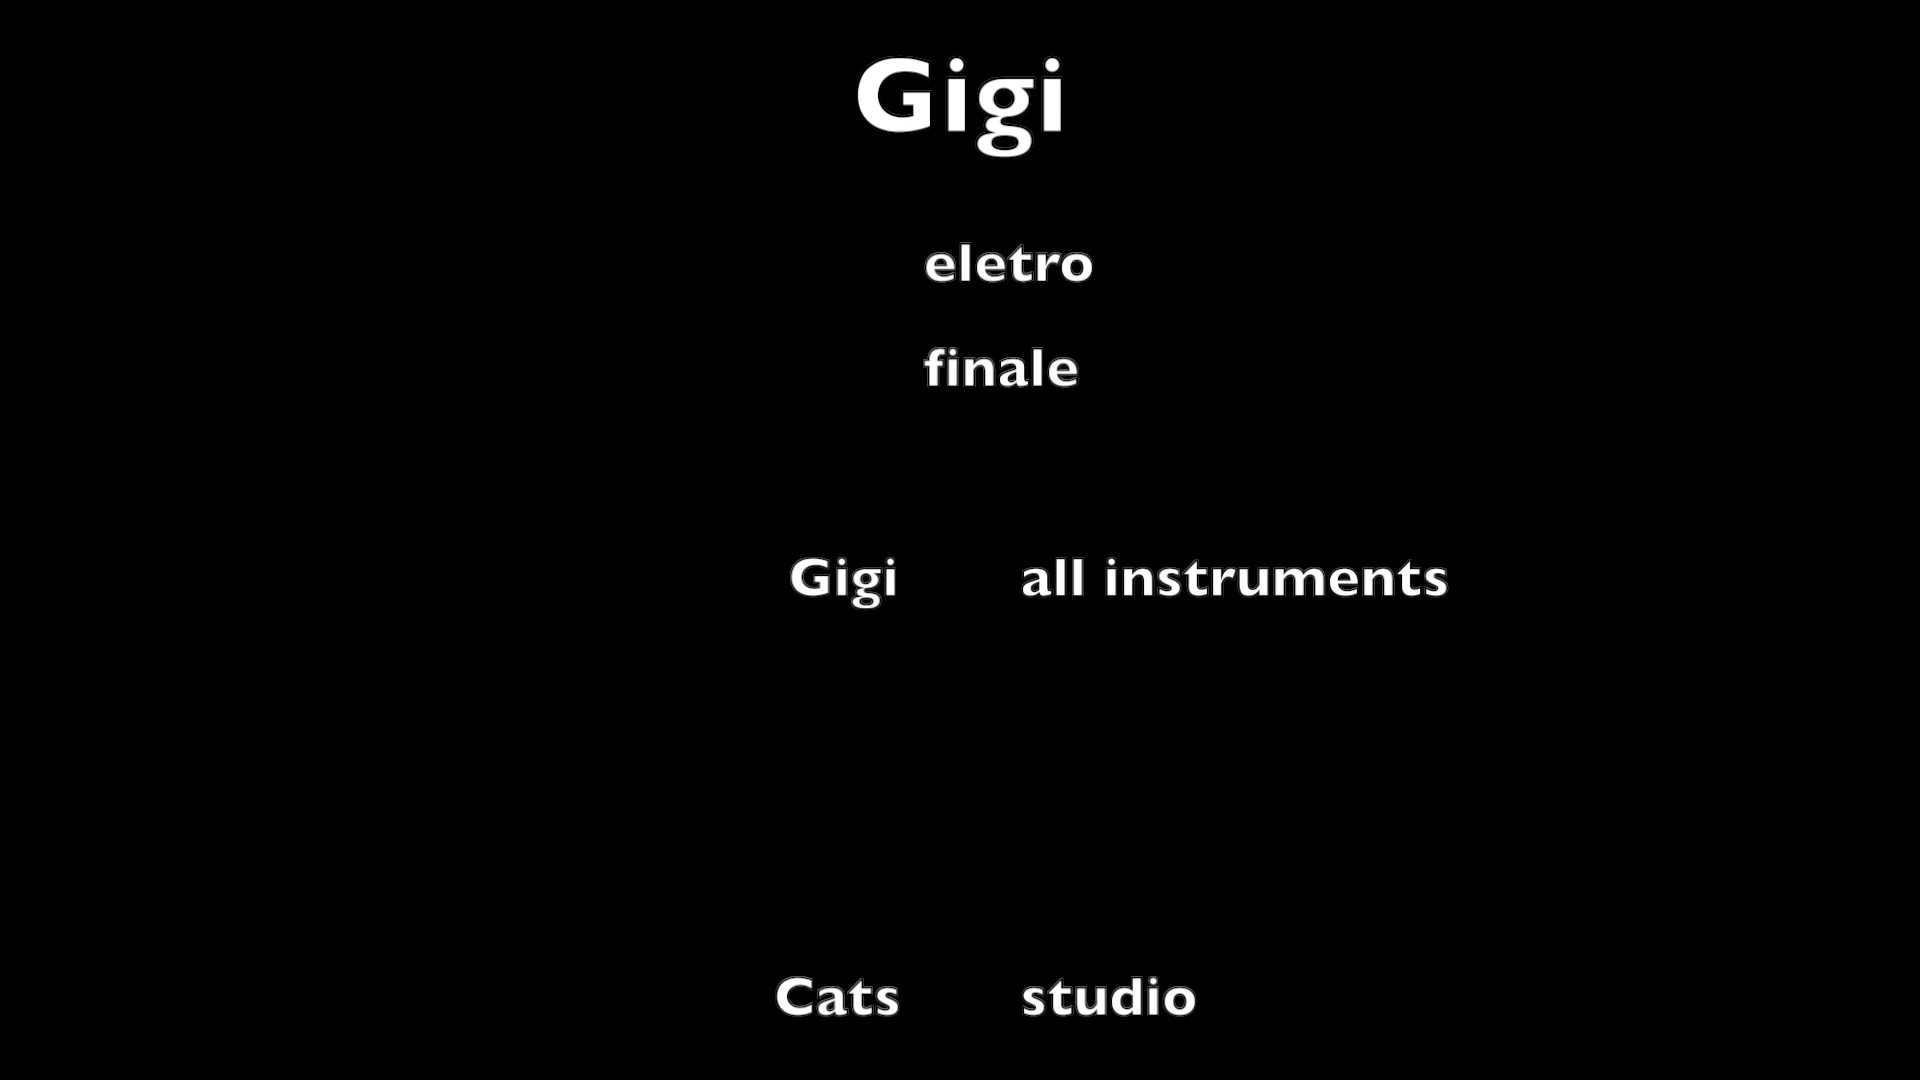 Gigi
eletro
finale
Gigi all instruments
Cats studio